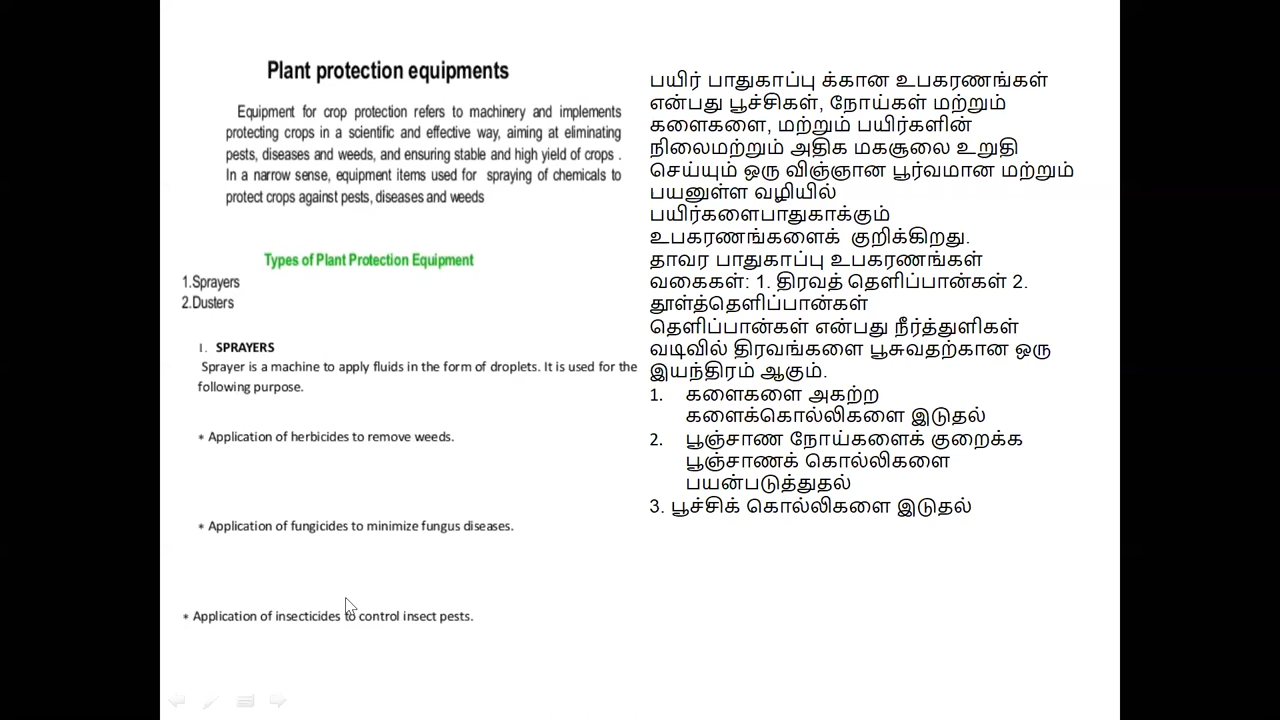 Plant protection equipments
Equipment for crop protection refers to machinery and implements
protecting crops in a scientific and effective way, aiming at eliminating
pests, diseases and weeds, and ensuring stable and high yield of crops .
In a narrow sense, equipment items used for spraying of chemicals to
protect crops against pests, diseases and weeds
Types of Plant Protection Equipment
1.Sprayers
2.Dusters
1. SPRAYERS
Sprayer is a machine to apply fluids in the form of droplets. It is used for the
following purpose.
* Application of herbicides to remove weeds.
* Application of fungicides to minimize fungus diseases.
* Application of insecticides to control insect pests.
பயிர் பாதுகாப்பு க்கான உபகரணங்கள்
என்பது பூச்சிகள், நோய்கள் மற்றும்
களைகளை, மற்றும் பயிர்களின்
நிலைமற்றும் அதிக மகசூலை உறுதி
செய்யும் ஒரு விஞ்ஞான பூர்வமான மற்றும்
பயனுள்ள வழியில்
பயிர்களைபாதுகாக்கும்
உபகரணங்களைக் குறிக்கிறது.
தாவர பாதுகாப்பு உபகரணங்கள்
வகைகள்: 1. திரவத் தெளிப்பான்கள் 2.
தூள்த்தெளிப்பான்கள்
தெளிப்பான்கள் என்பது நீர்த்துளிகள்
வடிவில் திரவங்களை பூசுவதற்கான ஒரு
இயந்திரம் ஆகும்.
1. களைகளை அகற்ற
களைக்கொல்லிகளை இடுதல்
2. பூஞ்சாண நோய்களைக் குறைக்க
பூஞ்சாணக் கொல்லிகளை
பயன்படுத்துதல்
3. பூச்சிக் கொல்லிகளை இடுதல்